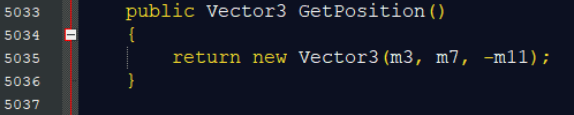 5033 public Vector3 GetPosition()
5034 {
5035 return new Vector3(m3, m7, -m11);
5036 }
5037